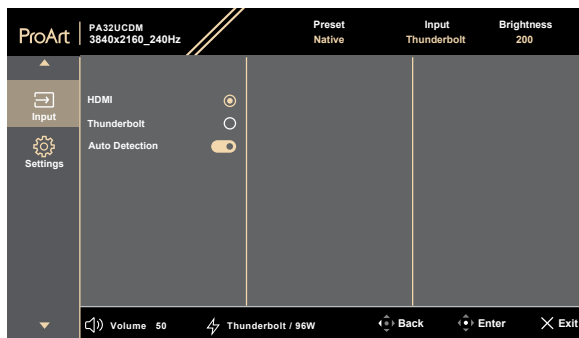 ProArt
PA32UCDM
3840x2160_240Hz
Preset
Native
Input
Thunderbolt
Brightness
200
Input
Settings
HDMI
Thunderbolt
Auto Detection
Volume 50
Thunderbolt / 96W
Back
Enter
Exit